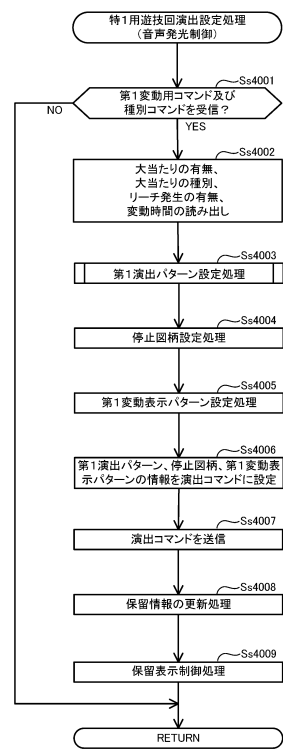 特1用遊技回演出設定処理
(音声発光制御)
Ss4001
第1変動用コマンド及び
種別コマンドを受信？
NO
YES
Ss4002
大当たりの有無、
大当たりの種別、
リーチ発生の有無、
変動時間の読み出し
Ss4003
第1演出パターン設定処理
Ss4004
停止図柄設定処理
Ss4005
第1変動表示パターン設定処理
Ss4006
第1演出パターン、停止図柄、第1変動表
示パターンの情報を演出コマンドに設定
Ss4007
演出コマンドを送信
Ss4008
保留情報の更新処理
Ss4009
保留表示制御処理
RETURN